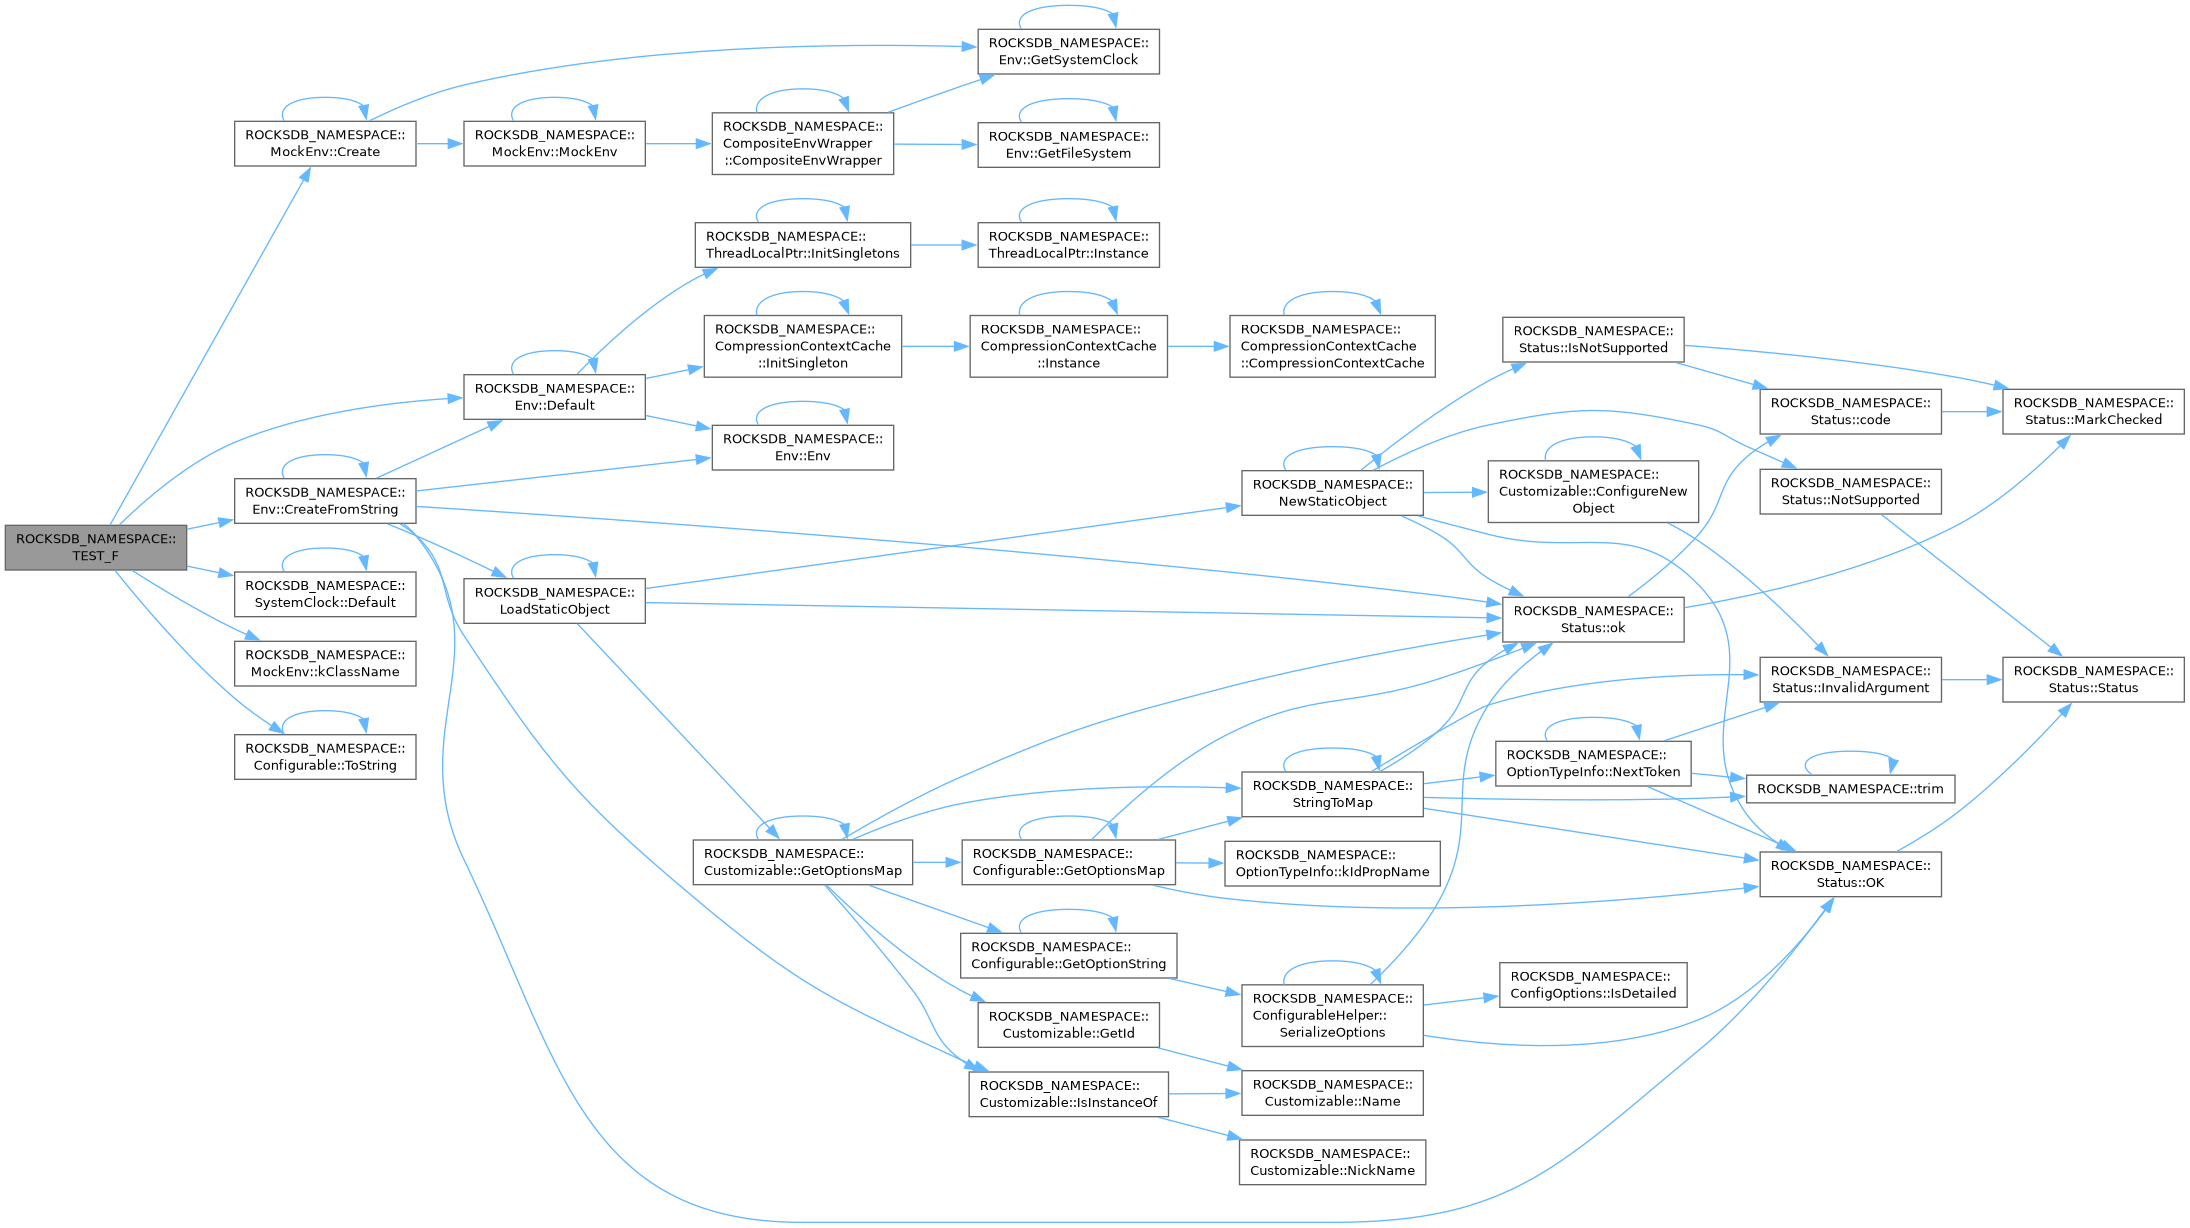 ROCKSDB_NAMESPACE::
TEST_F
ROCKSDB_NAMESPACE::
MockEnv::Create
ROCKSDB_NAMESPACE::
Env::CreateFromString
ROCKSDB_NAMESPACE::
SystemClock::Default
ROCKSDB_NAMESPACE::
MockEnv::kClassName
ROCKSDB_NAMESPACE::
Configurable::ToString
ROCKSDB_NAMESPACE::
MockEnv::MockEnv
ROCKSDB_NAMESPACE::
Env::Default
ROCKSDB_NAMESPACE::
LoadStaticObject
ROCKSDB_NAMESPACE::
CompositeEnvWrapper
::CompositeEnvWrapper
ROCKSDB_NAMESPACE::
ThreadLocalPtr::InitSingletons
ROCKSDB_NAMESPACE::
CompressionContextCache
::InitSingleton
ROCKSDB_NAMESPACE::
Env::Env
ROCKSDB_NAMESPACE::
Customizable::GetOptionsMap
ROCKSDB_NAMESPACE::
Env::GetSystemClock
ROCKSDB_NAMESPACE::
Env::GetFileSystem
ROCKSDB_NAMESPACE::
ThreadLocalPtr::Instance
ROCKSDB_NAMESPACE::
CompressionContextCache
::Instance
ROCKSDB_NAMESPACE::
Configurable::GetOptionsMap
ROCKSDB_NAMESPACE::
Configurable::GetOptionString
ROCKSDB_NAMESPACE::
Customizable::GetId
ROCKSDB_NAMESPACE::
Customizable::IsInstanceOf
ROCKSDB_NAMESPACE::
CompressionContextCache
::CompressionContextCache
ROCKSDB_NAMESPACE::
NewStaticObject
ROCKSDB_NAMESPACE::
StringToMap
ROCKSDB_NAMESPACE::
OptionTypeInfo::kIdPropName
ROCKSDB_NAMESPACE::
ConfigurableHelper::
SerializeOptions
ROCKSDB_NAMESPACE::
Customizable::Name
ROCKSDB_NAMESPACE::
Customizable::NickName
ROCKSDB_NAMESPACE::
Status::IsNotSupported
ROCKSDB_NAMESPACE::
Customizable::ConfigureNew
Object
ROCKSDB_NAMESPACE::
Status::ok
ROCKSDB_NAMESPACE::
OptionTypeInfo::NextToken
ROCKSDB_NAMESPACE::
ConfigOptions::IsDetailed
ROCKSDB_NAMESPACE::
Status::code
ROCKSDB_NAMESPACE::
Status::NotSupported
ROCKSDB_NAMESPACE::
Status::InvalidArgument
ROCKSDB_NAMESPACE::trim
ROCKSDB_NAMESPACE::
Status::OK
ROCKSDB_NAMESPACE::
Status::MarkChecked
ROCKSDB_NAMESPACE::
Status::Status